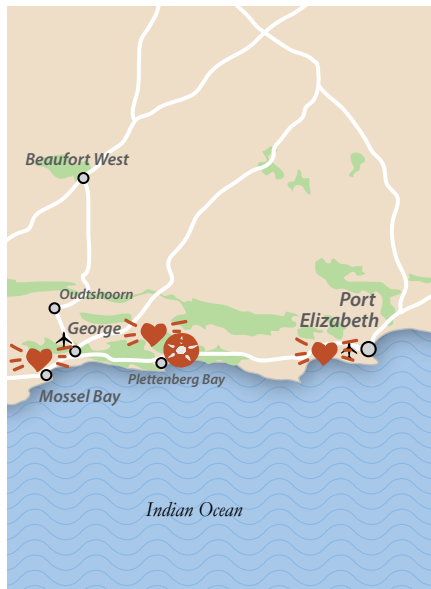 Beaufort West
Oudtshoorn
Port
Elizabeth
George
Plettenberg Bay
Mossel Bay
Indian Ocean